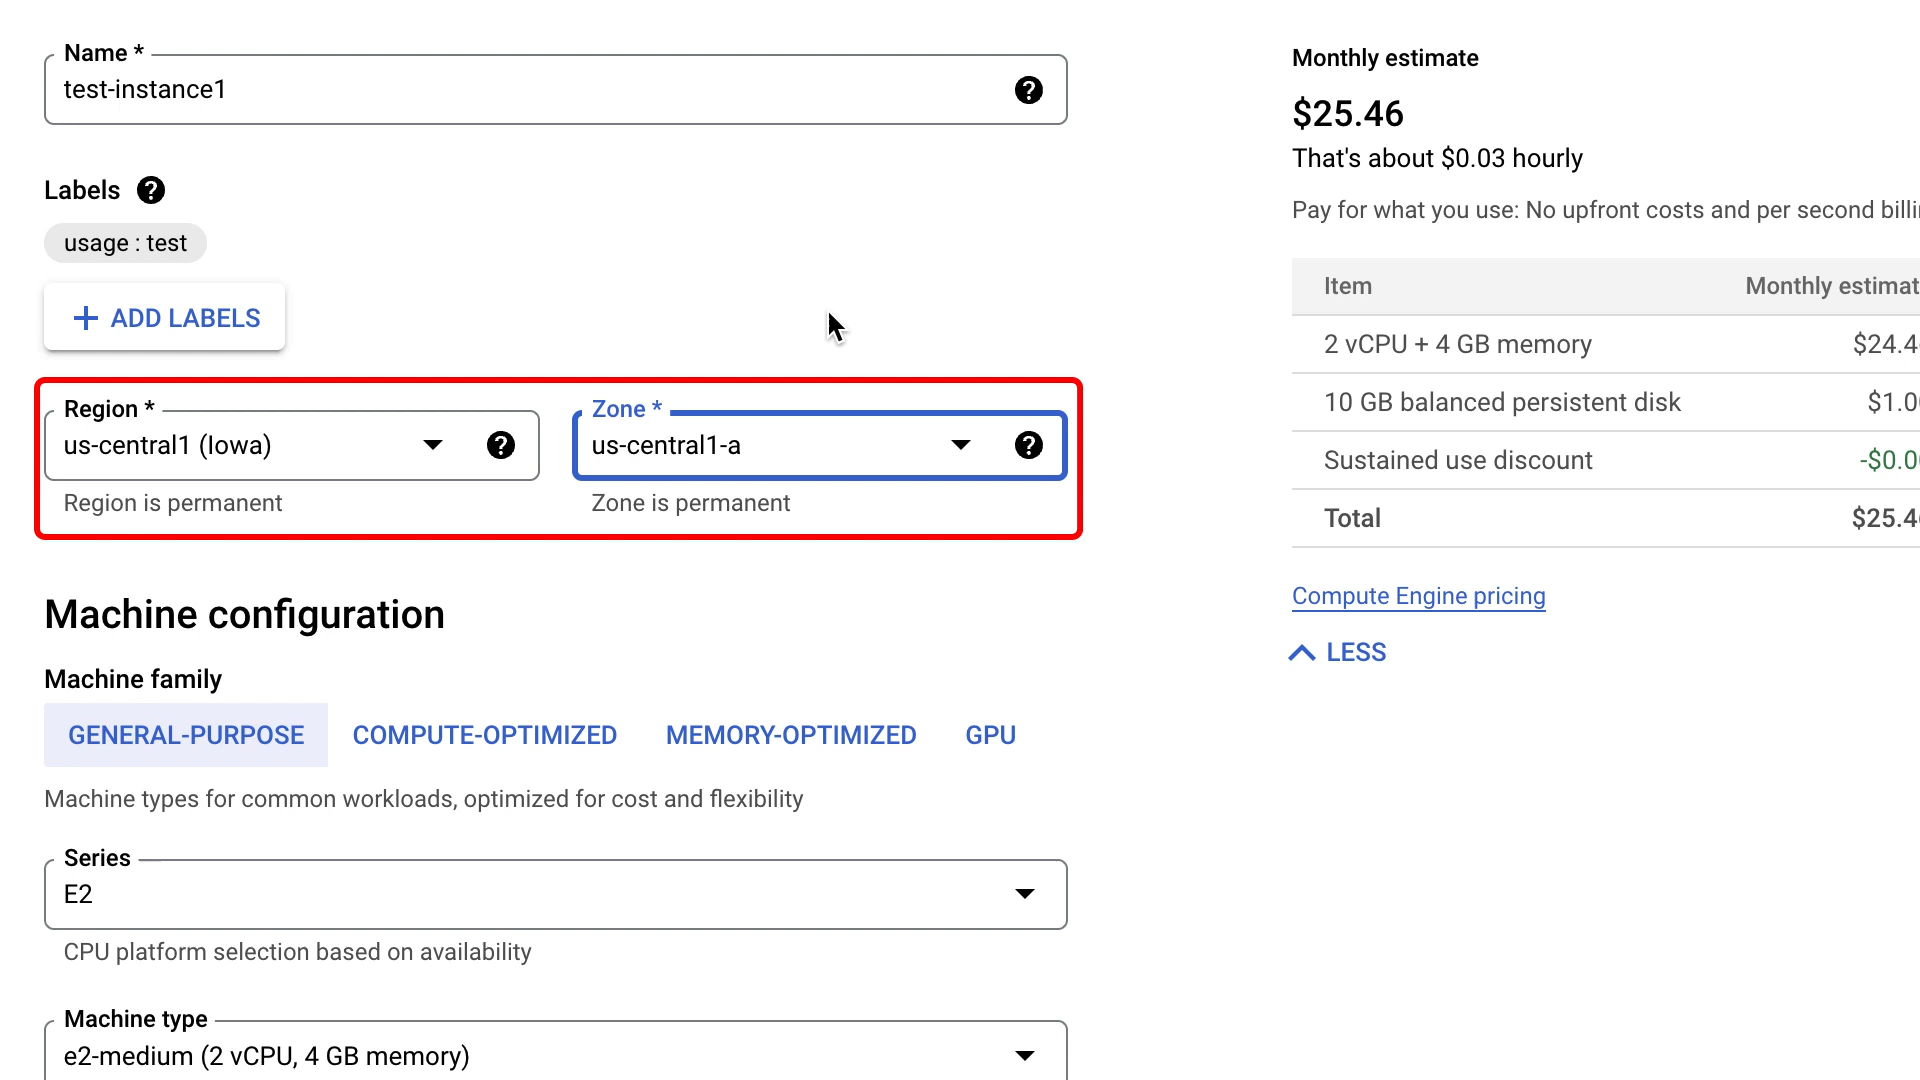 Name *
test-instance1
Labels
usage : test
+ ADD LABELS
Region *
us-central1 (Iowa)
Region is permanent
Zone *
us-central1-a
Zone is permanent
Machine configuration
Machine family
GENERAL-PURPOSE COMPUTE-OPTIMIZED MEMORY-OPTIMIZED GPU
Machine types for common workloads, optimized for cost and flexibility
Series
E2
CPU platform selection based on availability
Machine type
e2-medium (2 vCPU, 4 GB memory)
Monthly estimate
$25.46
That's about $0.03 hourly
Pay for what you use: No upfront costs and per second
Item Monthly
2 vCPU + 4 GB memory $24.4
10 GB balanced persistent disk $1.0
Sustained use discount -$0.0
Total $25.4
Compute Engine pricing
LESS